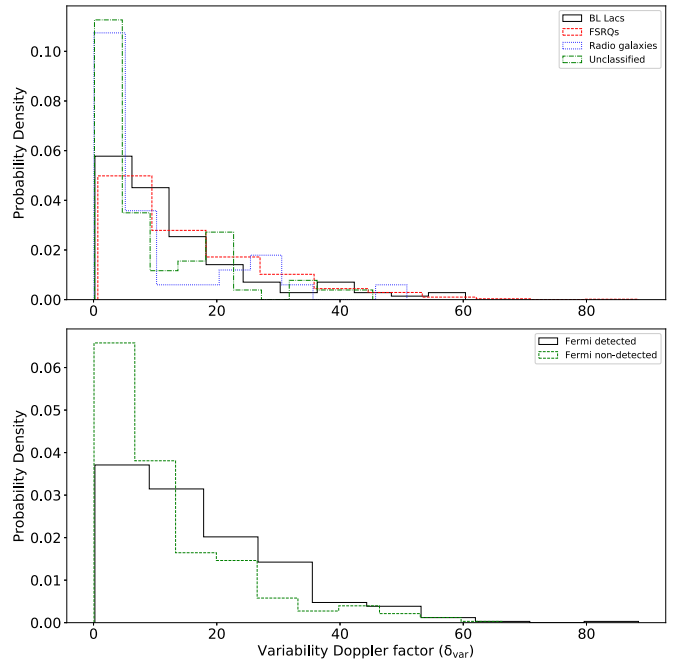 BL Lacs
FSRQs
Radio galaxies
Unclassified
Probability Density
0.10
0.08
0.06
0.04
0.02
0.00
0 20 40 60 80
Fermi detected
Fermi non-detected
Probability Density
0.06
0.05
0.04
0.03
0.02
0.01
0.00
0 20 40 60 80
Variability Doppler factor (δvar)